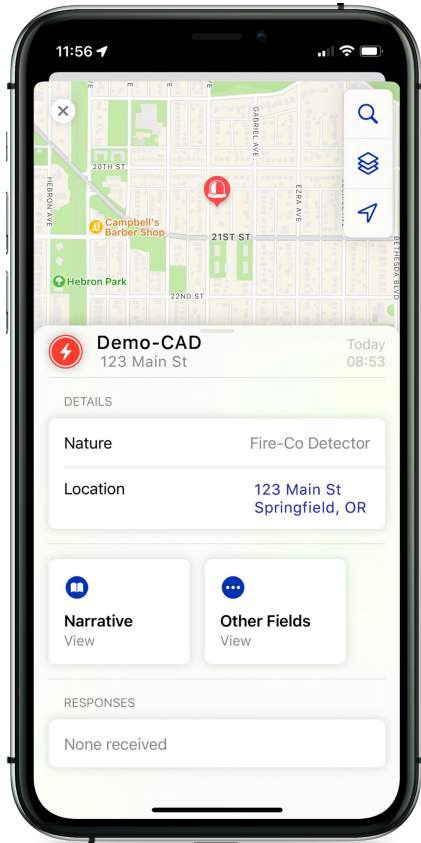 11:56
GABRIEL AVE
20TH ST
HEBRON AVE
EZRA AVE
Campbell's
Barber Shop
21ST ST
BETHESDA BLVD
Hebron Park
22ND ST
Demo-CAD
123 Main St
Today
08:53
DETAILS
Nature
Fire-Co Detector
Location
123 Main St
Springfield, OR
Narrative
View
Other Fields
View
RESPONSES
None received